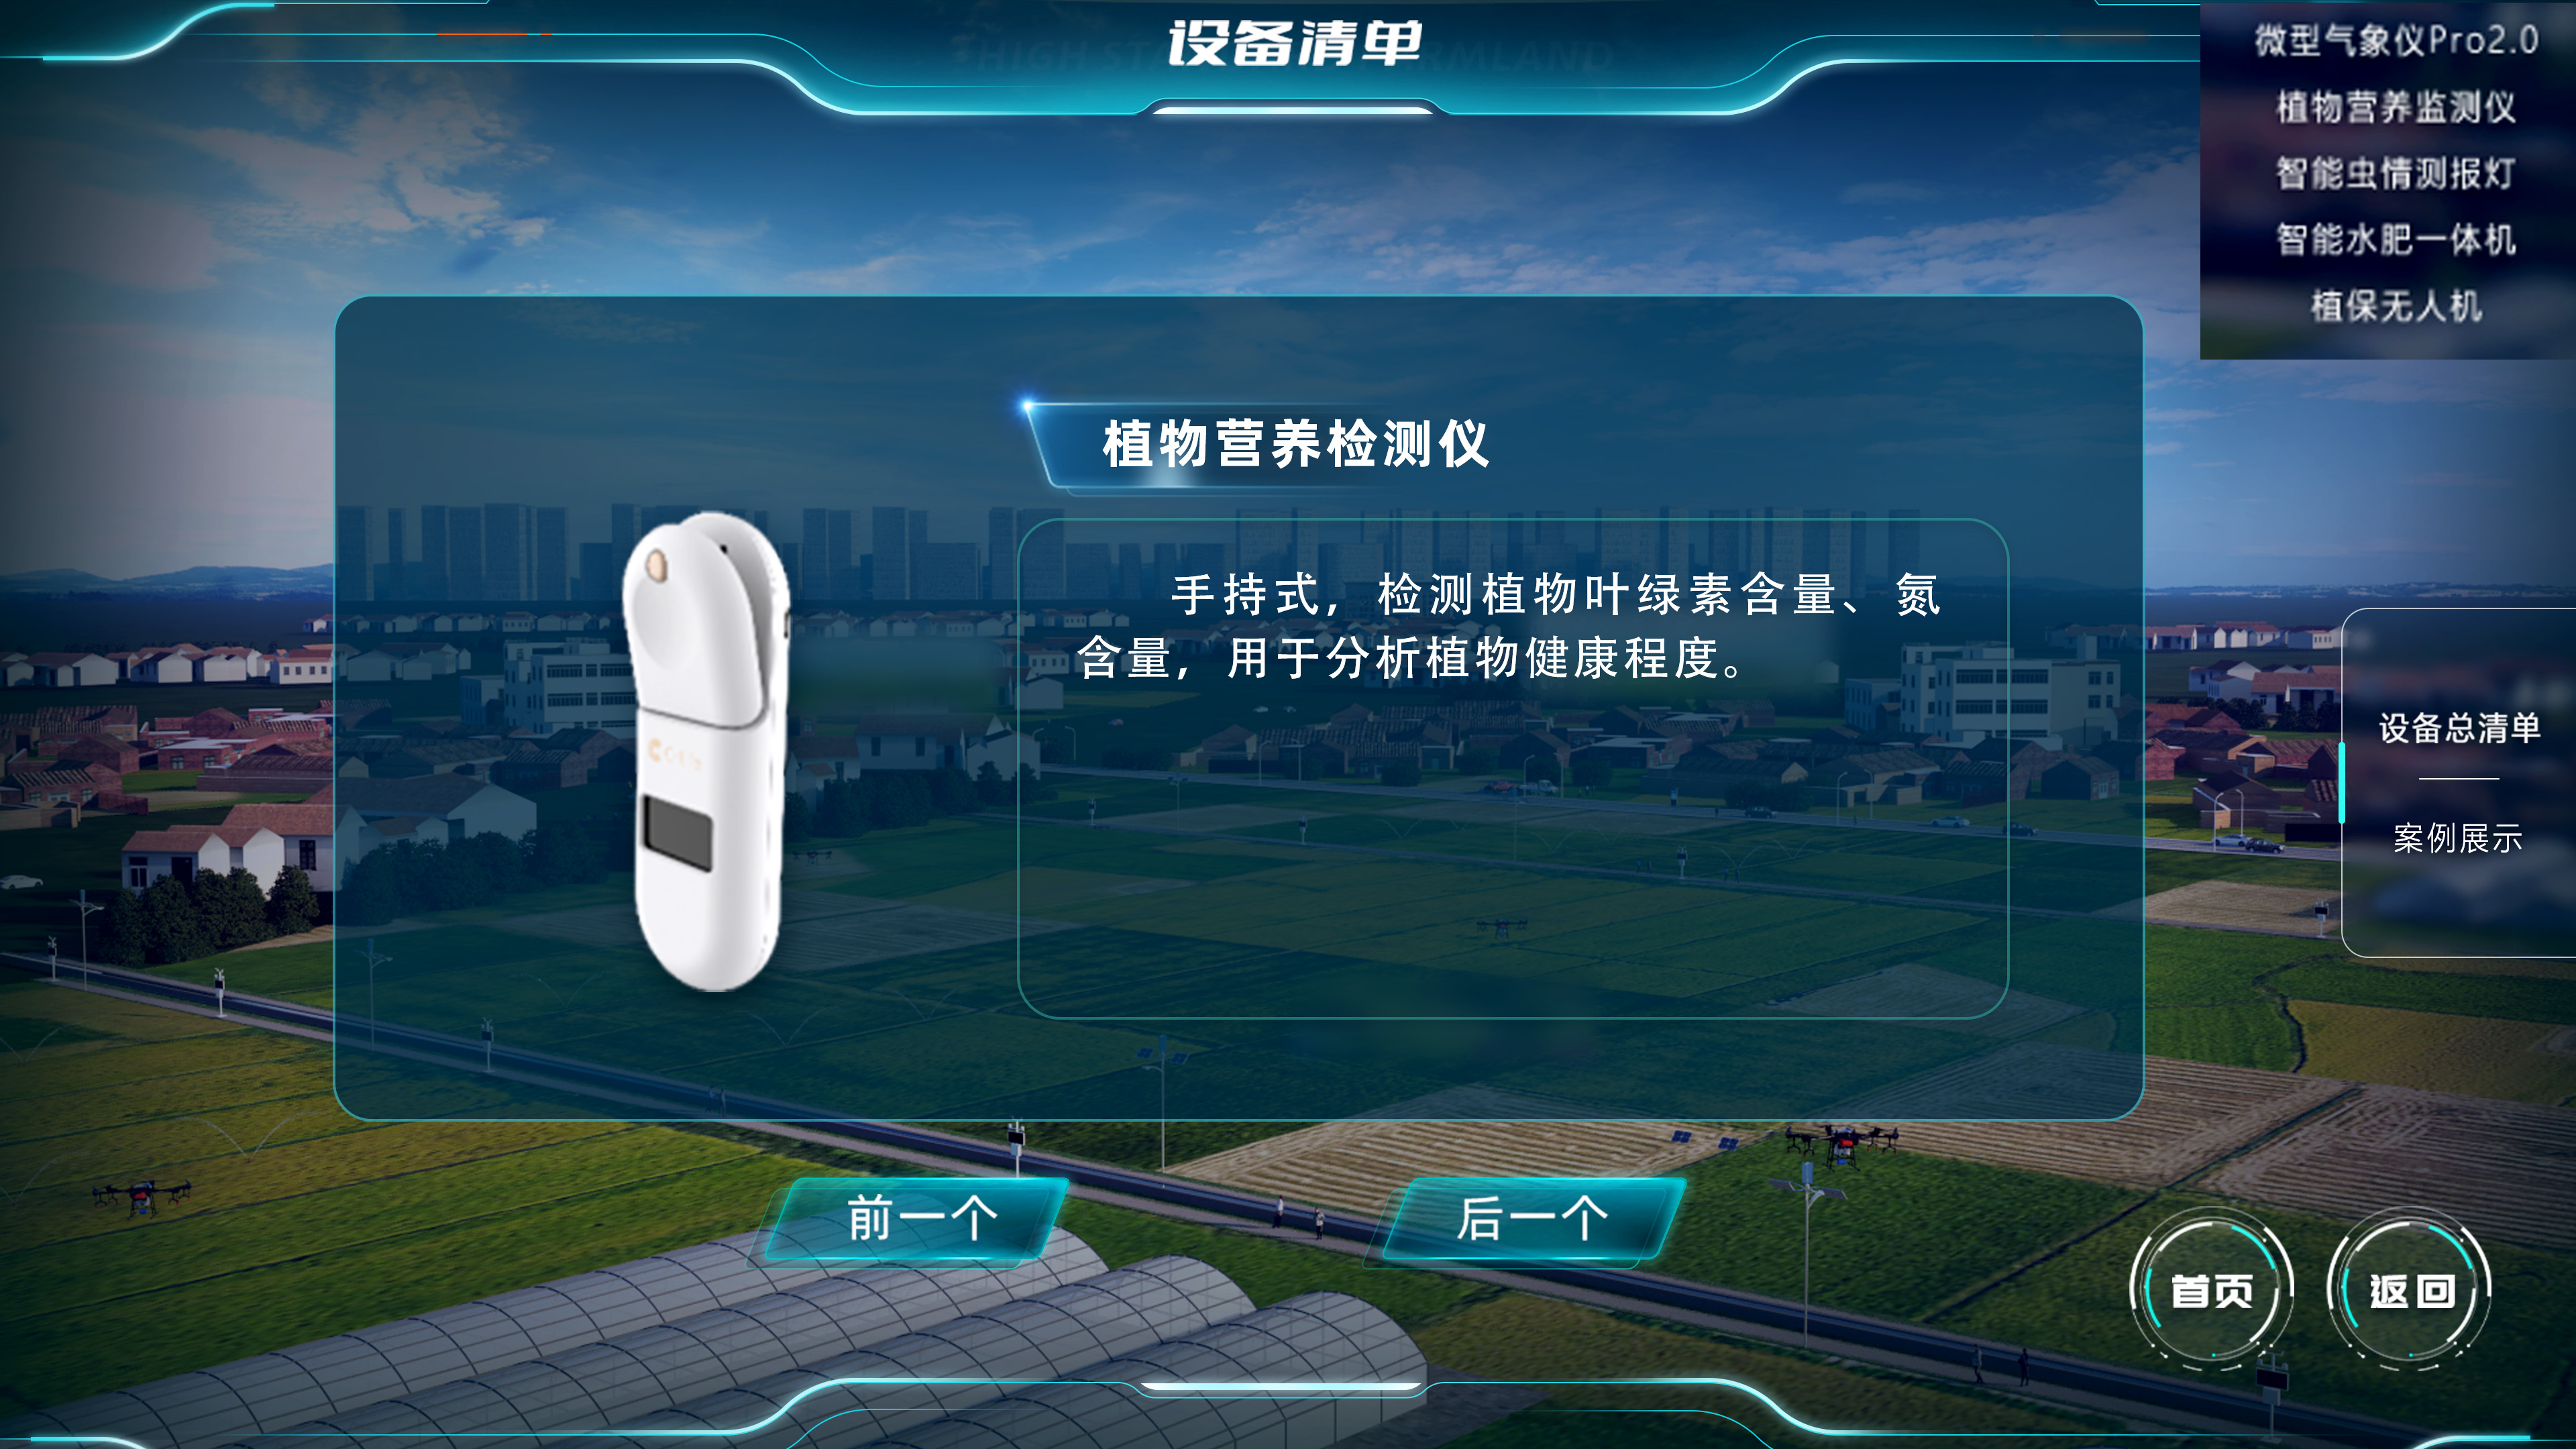 设备清单
微型气象仪Pro2.0
植物营养监测仪
智能虫情测报灯
智能水肥一体机
植保无人机
植物营养检测仪
手持式，检测植物叶绿素含量、氮
含量，用于分析植物健康程度。
设备总清单
案例展示
前一个
后一个
首页
返回